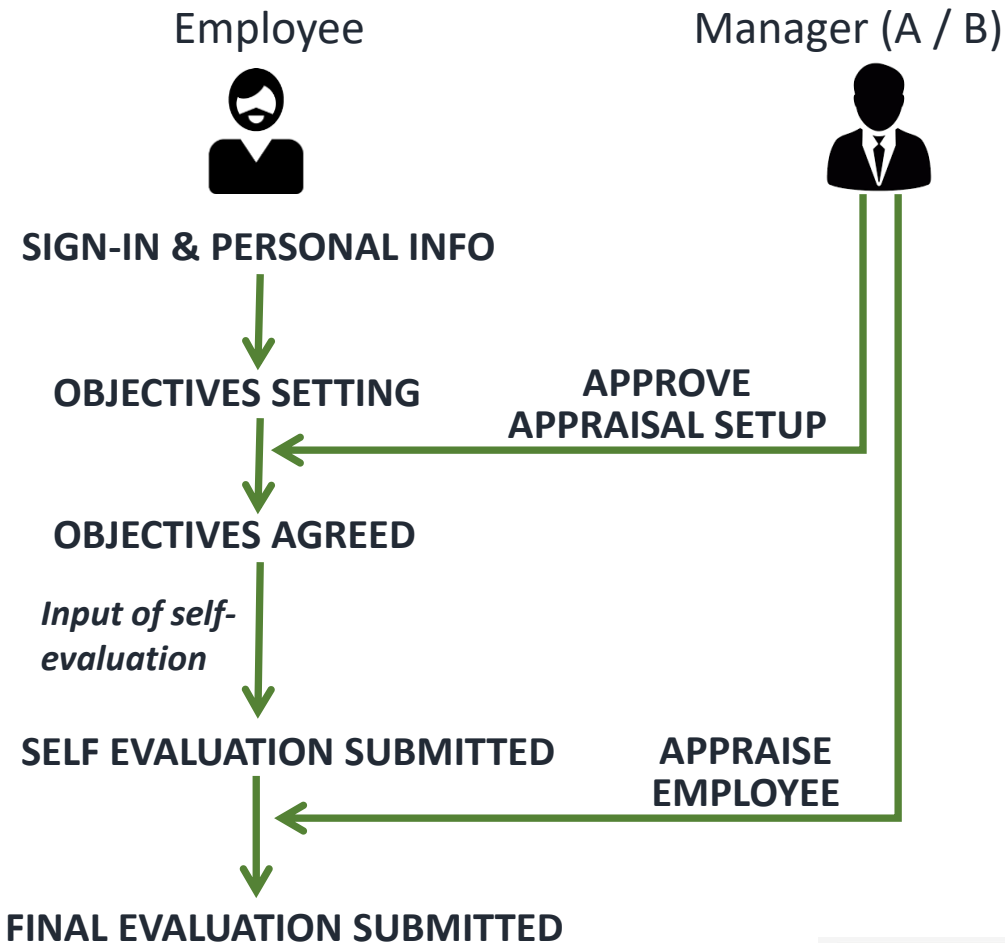 Employee
Manager (A / B)
SIGN-IN & PERSONAL INFO
OBJECTIVES SETTING
APPROVE
APPRAISAL SETUP
OBJECTIVES AGREED
Input of self-
evaluation
SELF EVALUATION SUBMITTED
APPRAISE
EMPLOYEE
FINAL EVALUATION SUBMITTED